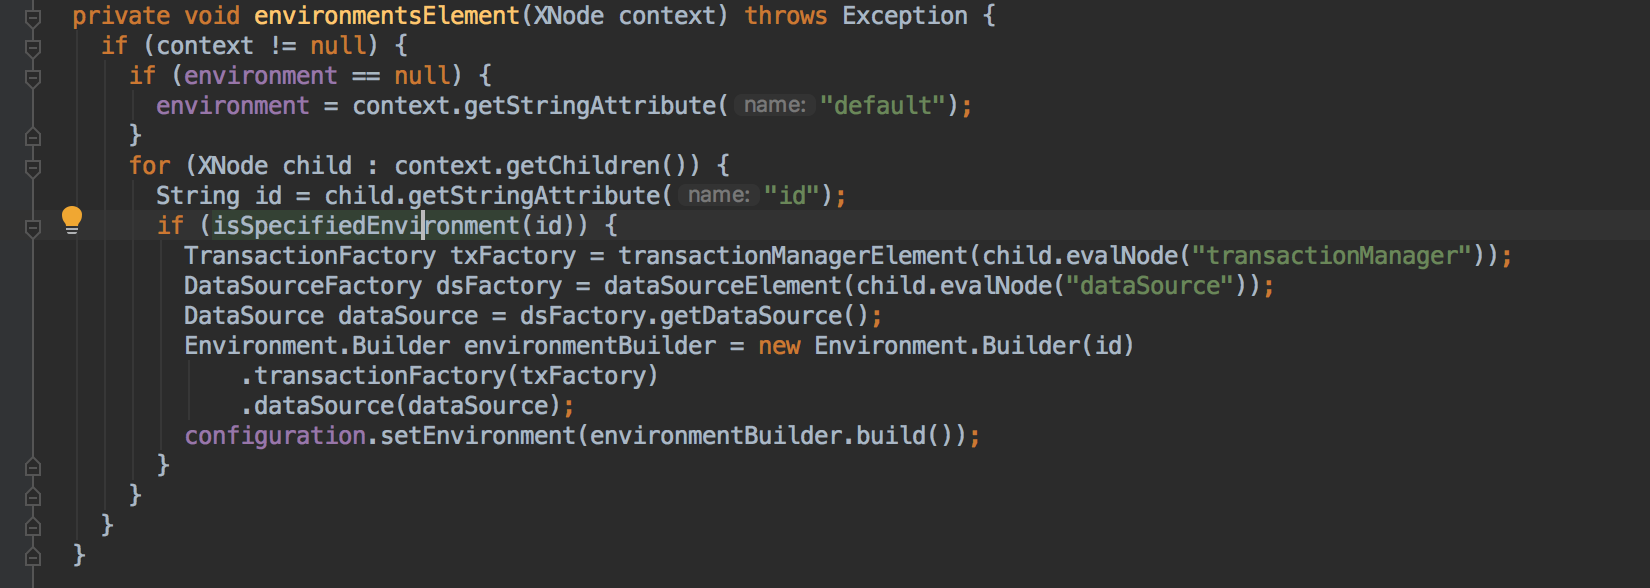 private void environmentsElement(XNode context) throws Exception {
if (context != null) {
if (environment == null) {
environment = context.getStringAttribute( name: "default");
}
for (XNode child : context.getChildren()) {
String id = child.getStringAttribute( name: "id");
if (isSpecifiedEnvironment(id)) {
TransactionFactory txFactory = transactionManagerElement(child.evalNode("transactionManager"));
DataSourceFactory dsFactory = dataSourceElement(child.evalNode("dataSource"));
DataSource dataSource = dsFactory.getDataSource();
Environment.Builder environmentBuilder = new Environment.Builder(id)
.transactionFactory(txFactory)
.dataSource(dataSource);
configuration.setEnvironment(environmentBuilder.build());
}
}
}
}